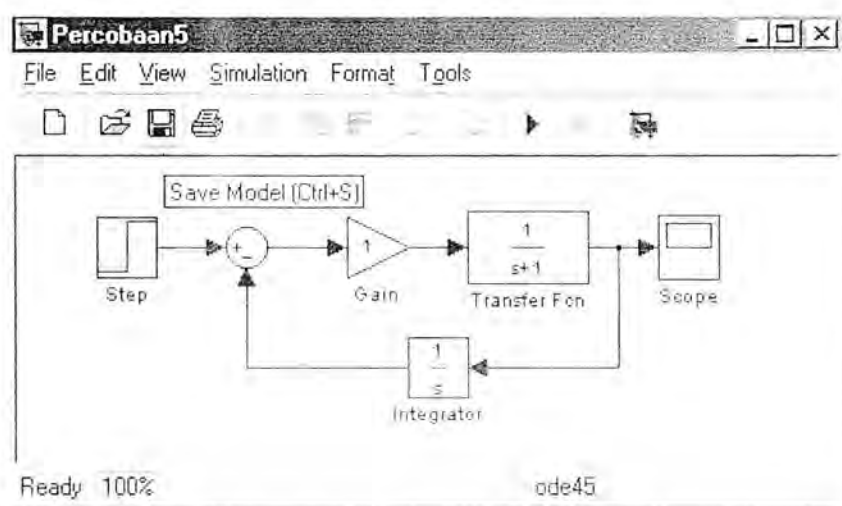 Percobaan5
File Edit View Simulation Format Tools
Save Model (Ctrl+S)
+
-
1
1
s+1
Step
Gain
Transfer Fcn
Scope
1
s
Integrator
Ready 100% ode45